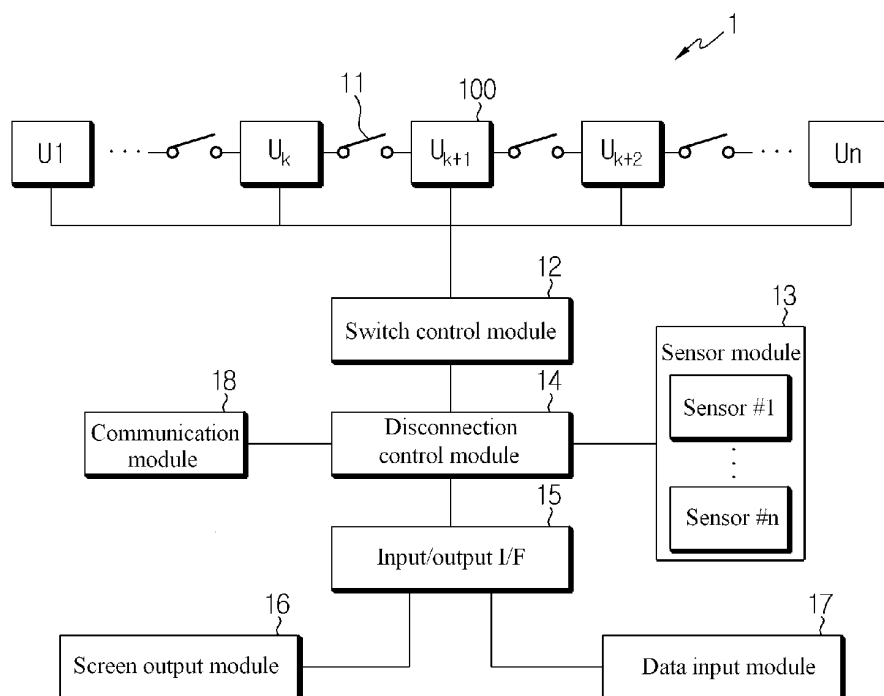 1
11
100
U1
...
Uk
Uk+1
Uk+2
...
Un
12
Switch control module
13
Sensor module
Sensor #1
Sensor #n
18
Communication
module
14
Disconnection
control module
15
Input/output I/F
16
Screen output module
17
Data input module